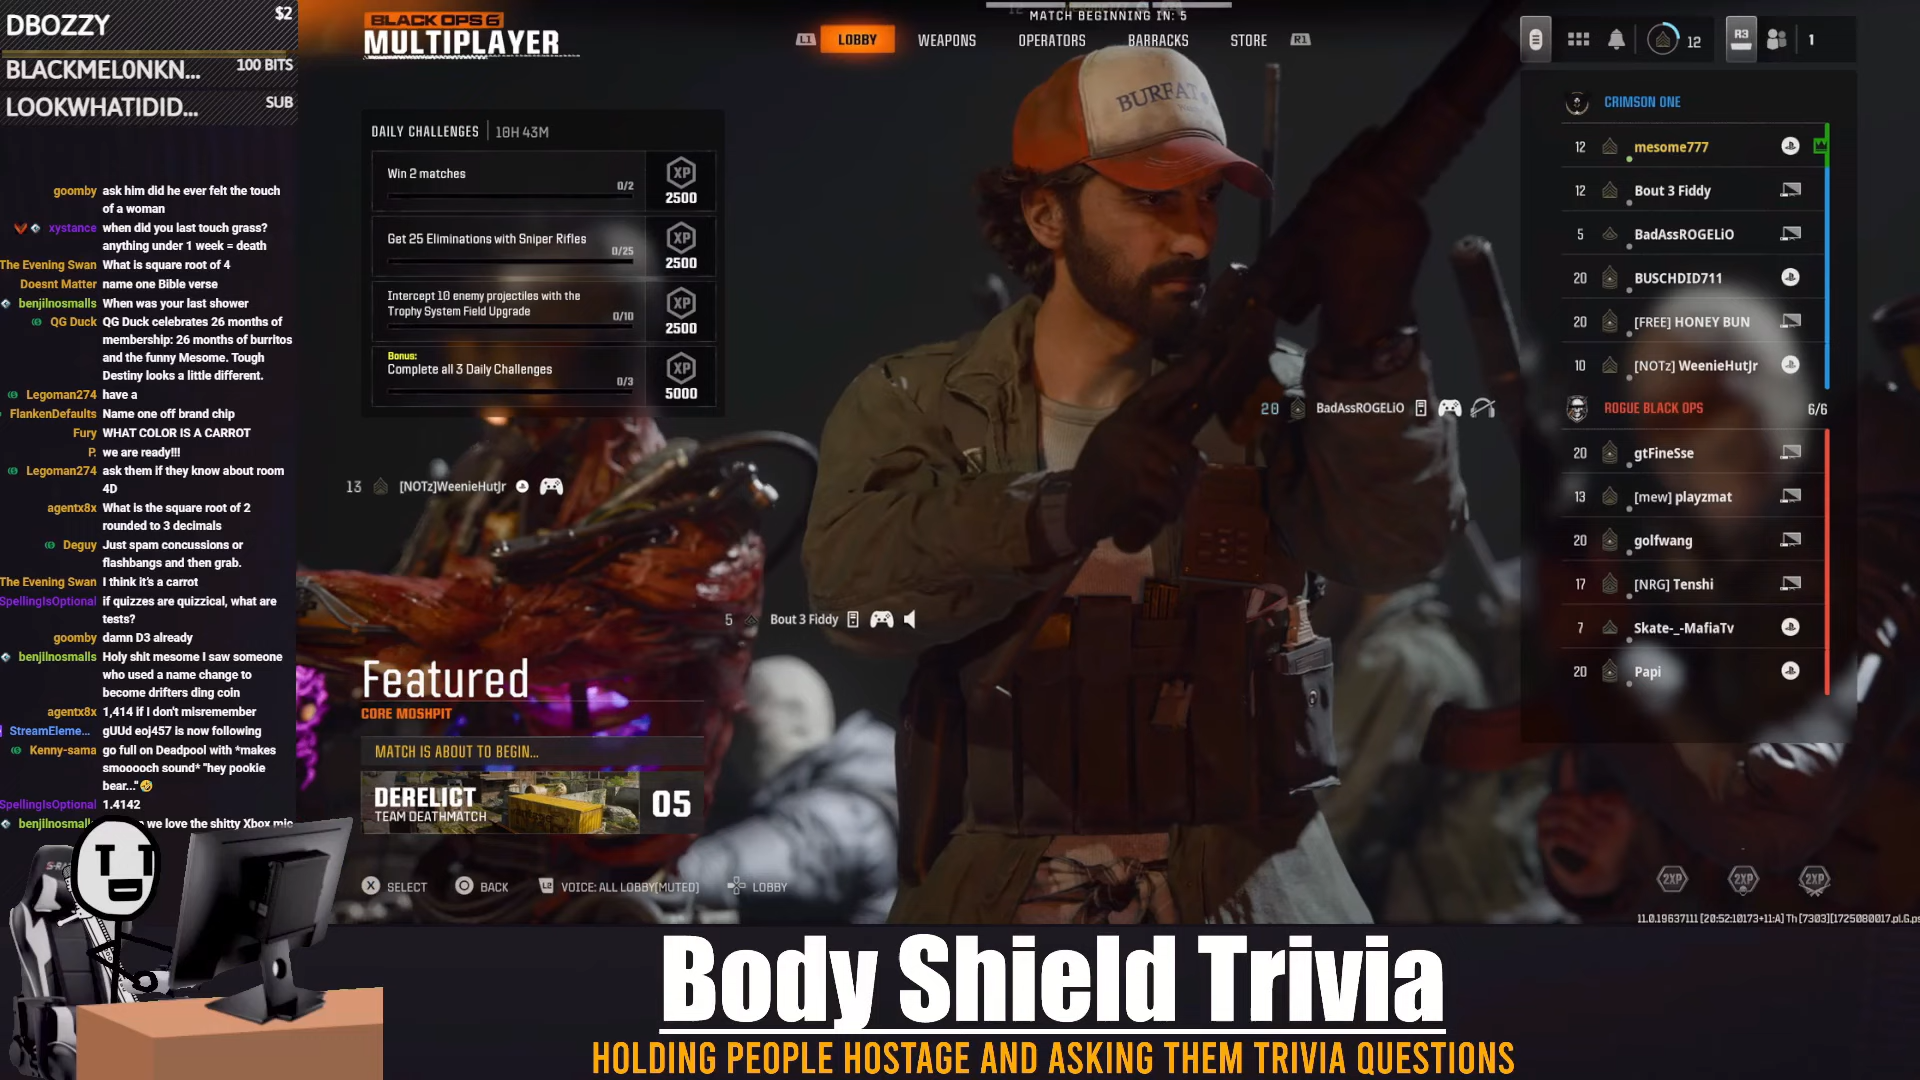 DBOZZY $2
BLACKMEL0NKN... 100 BITS
LOOKWHATIDID... SUB
goomby ask him did he ever felt the touch
of a woman
xystance when did you last touch grass?
anything under 1 week = death
The Evening Swan What is square root of 4
Doesnt Matter name one Bible verse
benjilnosmalls When was your last shower
QG Duck QG Duck celebrates 26 months of
membership: 26 months of burritos
and the funny Mesome. Tough
Destiny looks a little different.
Legoman274 have a
FlankenDefaults Name one off brand chip
Fury WHAT COLOR IS A CARROT
P. we are ready!!!
Legoman274 ask them if they know about room
4D
agentx8x What is the square root of 2
rounded to 3 decimals
Deguy Just spam concussions or
flashbangs and then grab.
The Evening Swan I think it's a carrot
SpellingIsOptional if quizzes are quizzical, what are
tests?
goomby damn D3 already
benjilnosmalls Holy shit mesome I saw someone
who used a name change to
become drifters ding coin
agentx8x 1,414 if I don't misremember
StreamEleme... gUUd eoj457 is now following
Kenny-sama go full on Deadpool with *makes
smooooch sound* "hey pookie
bear..."🤣
SpellingIsOptional 1.4142
we love the shitty Xbox mic
BLACK OPS 6
MULTIPLAYER
MATCH BEGINNING IN: 5
L1 LOBBY WEAPONS OPERATORS BARRACKS STORE R1
12 R3 1
DAILY CHALLENGES 10H 43M
Win 2 matches
0/2
XP
2500
Get 25 Eliminations with Sniper Rifles
0/25
XP
2500
Intercept 10 enemy projectiles with the
Trophy System Field Upgrade
0/10
XP
2500
Bonus:
Complete all 3 Daily Challenges
0/3
XP
5000
BURFAT
CRIMSON ONE
12 mesome777
12 Bout 3 Fiddy
5 BadAssROGELiO
20 BUSCHDID711
20 [FREE] HONEY BUN
10 [NOTz] WeenieHutJr
ROGUE BLACK OPS 6/6
20 gtFineSse
13 [mew] playzmat
20 golfwang
17 [NRG] Tenshi
7 Skate-_-MafiaTv
20 Papi
20 BadAssROGELiO
13 [NOTz]WeenieHutJr
5 Bout 3 Fiddy
Featured
CORE MOSHPIT
MATCH IS ABOUT TO BEGIN...
DERELICT
TEAM DEATHMATCH
05
X SELECT BACK L2 VOICE: ALL LOBBY(MUTED) LOBBY
2XP 2XP 2XP
Body Shield Trivia
HOLDING PEOPLE HOSTAGE AND ASKING THEM TRIVIA QUESTIONS